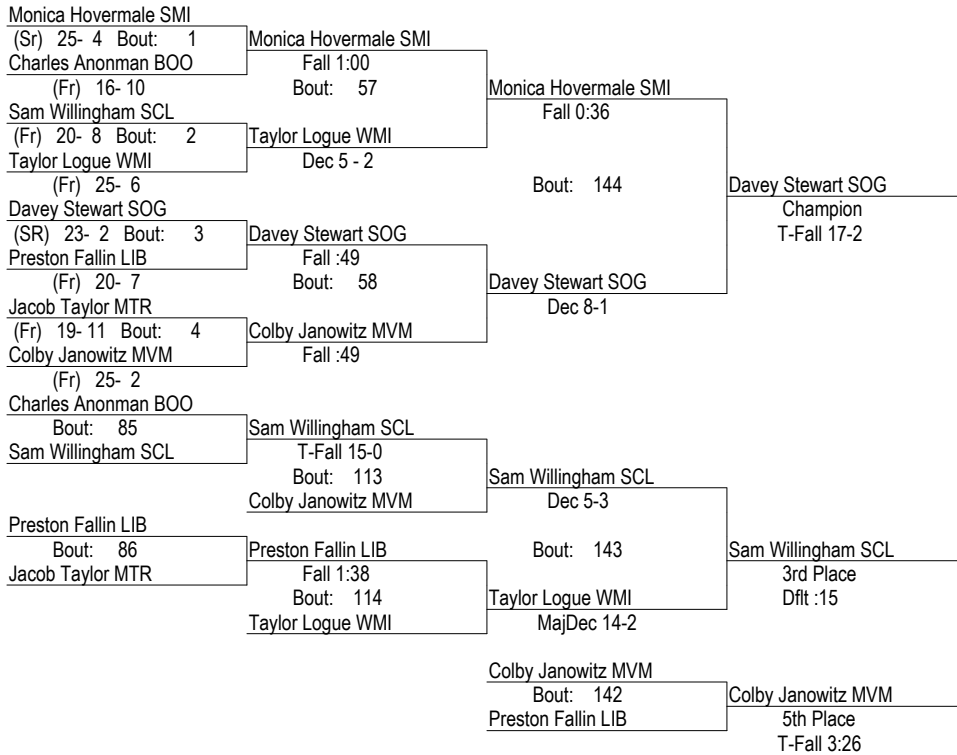 Monica Hovermale SMI
(Sr) 25- 4 Bout: 1
Monica Hovermale SMI
Charles Anonman BOO
Fall 1:00
(Fr) 16- 10
Bout: 57
Monica Hovermale SMI
Sam Willingham SCL
Fall 0:36
(Fr) 20- 8 Bout: 2
Taylor Logue WMI
Taylor Logue WMI
Dec 5 - 2
(Fr) 25- 6
Bout: 144
Davey Stewart SOG
Davey Stewart SOG
Champion
(SR) 23- 2 Bout: 3
Davey Stewart SOG
T-Fall 17-2
Preston Fallin LIB
Fall :49
(Fr) 20- 7
Bout: 58
Davey Stewart SOG
Jacob Taylor MTR
Dec 8-1
(Fr) 19- 11 Bout: 4
Colby Janowitz MVM
Colby Janowitz MVM
Fall :49
(Fr) 25- 2
Charles Anonman BOO
Bout: 85
Sam Willingham SCL
Sam Willingham SCL
T-Fall 15-0
Bout: 113
Sam Willingham SCL
Colby Janowitz MVM
Dec 5-3
Preston Fallin LIB
Bout: 86
Preston Fallin LIB
Bout: 143
Sam Willingham SCL
Jacob Taylor MTR
Fall 1:38
3rd Place
Bout: 114
Taylor Logue WMI
Dflt :15
Taylor Logue WMI
MajDec 14-2
Colby Janowitz MVM
Bout: 142
Colby Janowitz MVM
Preston Fallin LIB
5th Place
T-Fall 3:26